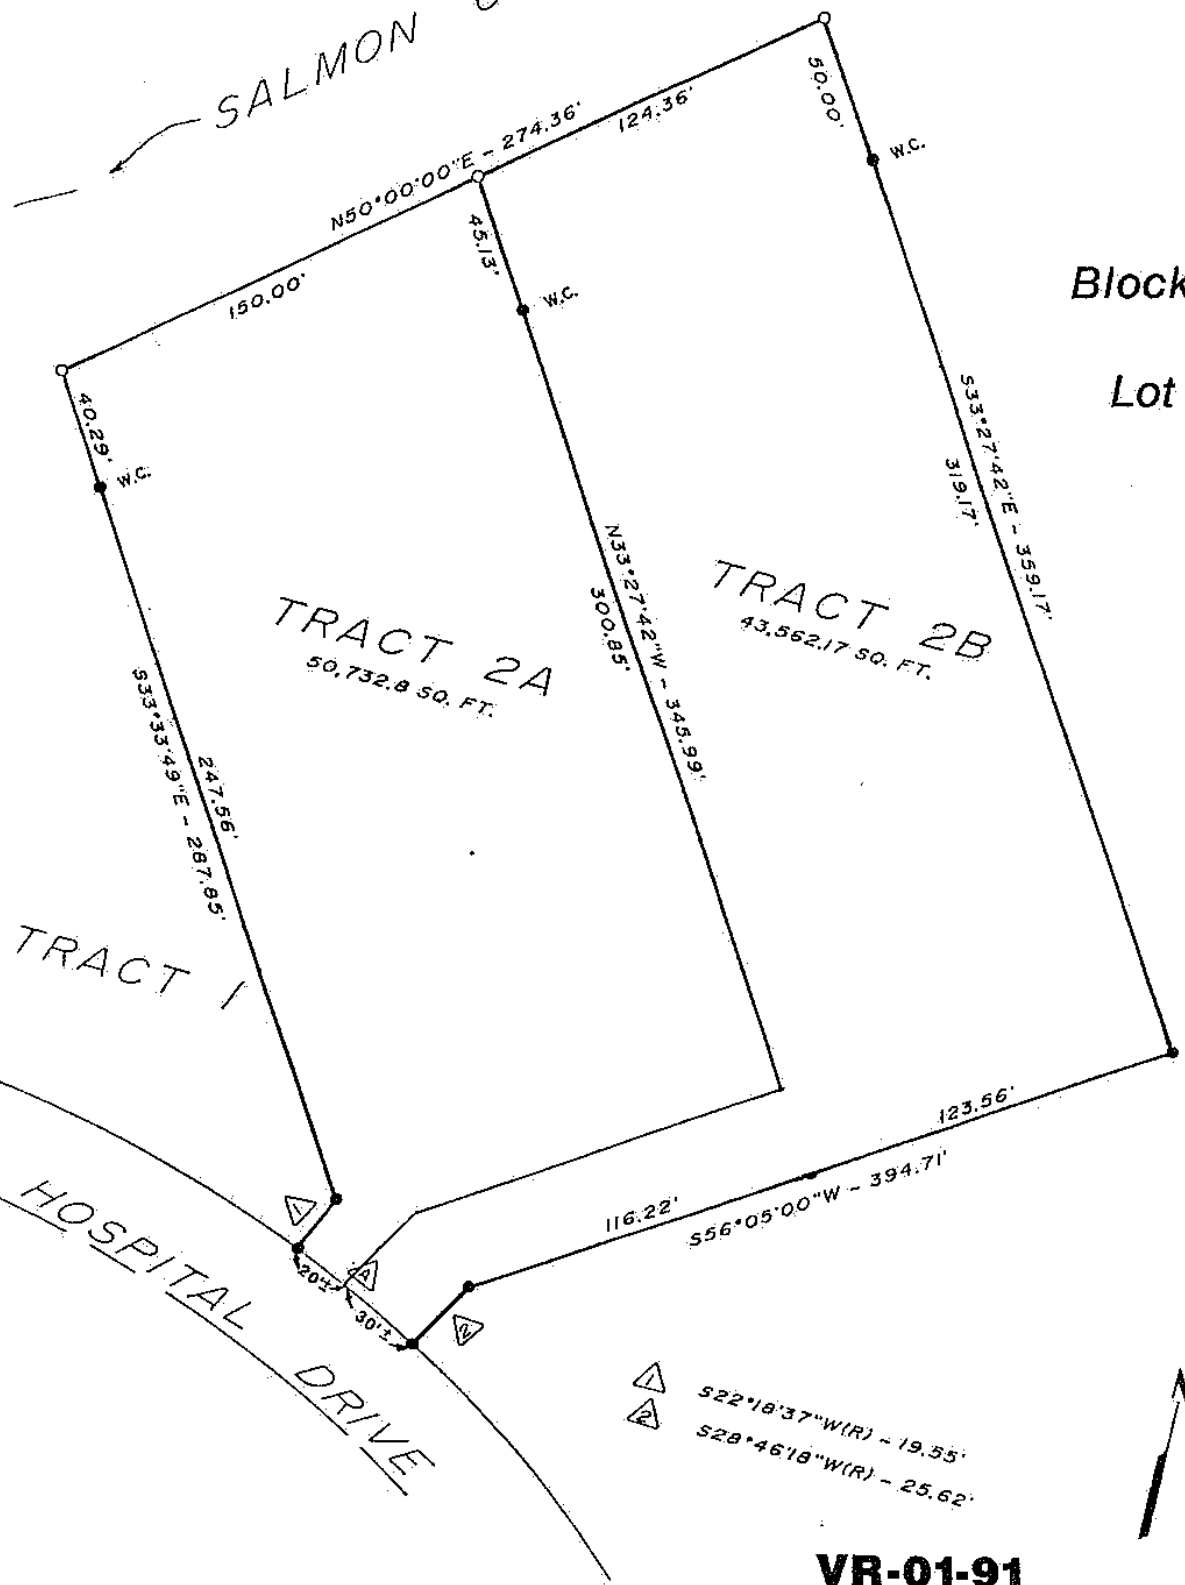 SALMON
N50°00'00"E - 274.36'
124.36'
150.00'
50.00'
W.C.
45.13'
W.C.
40.29'
W.C.
Block
Lot
S33°27'42"E - 359.17'
319.17'
N33°27'42"W - 345.99'
300.85'
TRACT 2A
50,732.8 SQ. FT.
TRACT 2B
43,562.17 SQ. FT.
S33°33'49"E - 287.85'
247.56'
TRACT 1
123.56'
116.22'
S56°05'00"W - 394.71'
1
20'±
30'±
2
HOSPITAL DRIVE
1 S22°18'37"W(R) - 19.55'
2 S28°46'18"W(R) - 25.62'
VR-01-91